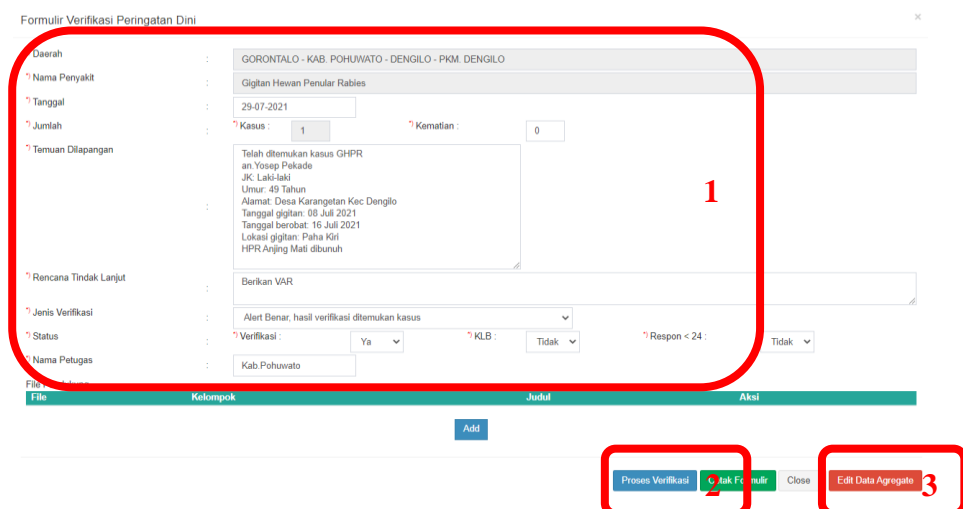 Formulir Verifikasi Peringatan Dini ×
*) Daerah : GORONTALO - KAB. POHUWATO - DENGILO - PKM. DENGILO
*) Nama Penyakit : Gigitan Hewan Penular Rabies
*) Tanggal : 29-07-2021
*) Jumlah : *) Kasus : 1 *) Kematian : 0
*) Temuan Dilapangan : Telah ditemukan kasus GHPR
an.Yosep Pekade
JK: Laki-laki
Umur: 49 Tahun
Alamat: Desa Karangetan Kec Dengilo
Tanggal gigitan: 08 Juli 2021
Tanggal berobat: 16 Juli 2021
Lokasi gigitan: Paha Kiri
HPR Anjing Mati dibunuh
1
*) Rencana Tindak Lanjut : Berikan VAR
*) Jenis Verifikasi : Alert Benar, hasil verifikasi ditemukan kasus
*) Status : *) Verifikasi : Ya *) KLB : Tidak *) Respon < 24 : Tidak
*) Nama Petugas : Kab.Pohuwato
File
File Kelompok Judul Aksi
Add
Proses Verifikasi 2 Cetak Formulir Close Edit Data Agregate 3